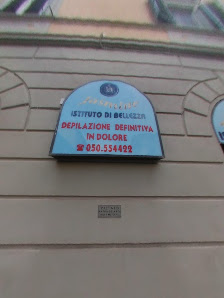 ISTITUTO DI BELLEZZA
DEPILAZIONE DEFINITIVA
IN DOLORE
☎ 050.554422